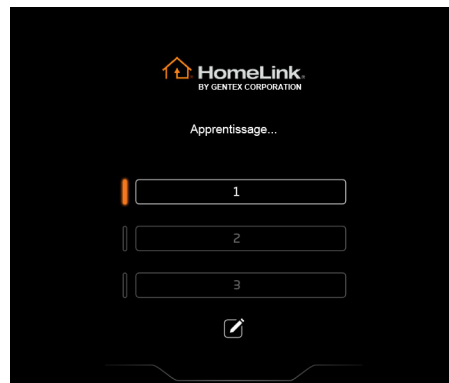 HomeLink.
BY GENTEX CORPORATION
Apprentissage...
1
2
3